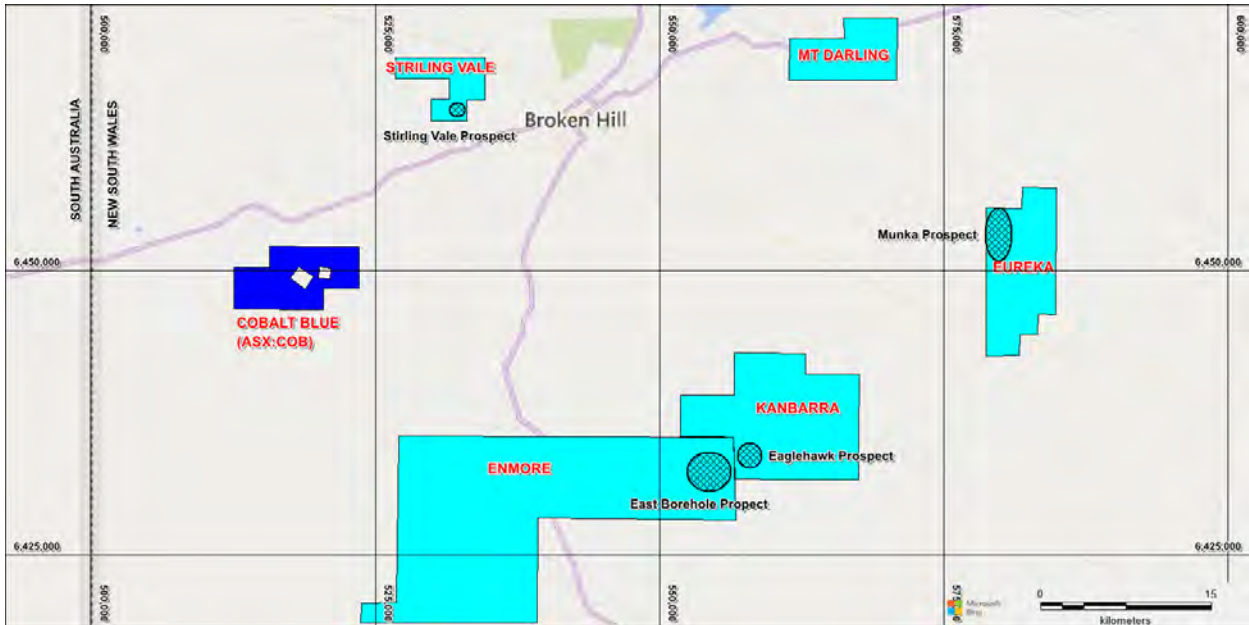 500,000
525,000
550,000
575,000
600,000
STRILING VALE
MT DARLING
Stirling Vale Prospect
Broken Hill
SOUTH AUSTRALIA
NEW SOUTH WALES
Munka Prospect
6,450,000
6,450,000
EUREKA
COBALT BLUE
(ASX:COB)
KANBARRA
Eaglehawk Prospect
ENMORE
East Borehole Propect
6,425,000
6,425,000
500,000
525,000
550,000
575,000
Microsoft
Bing
0
15
kilometers